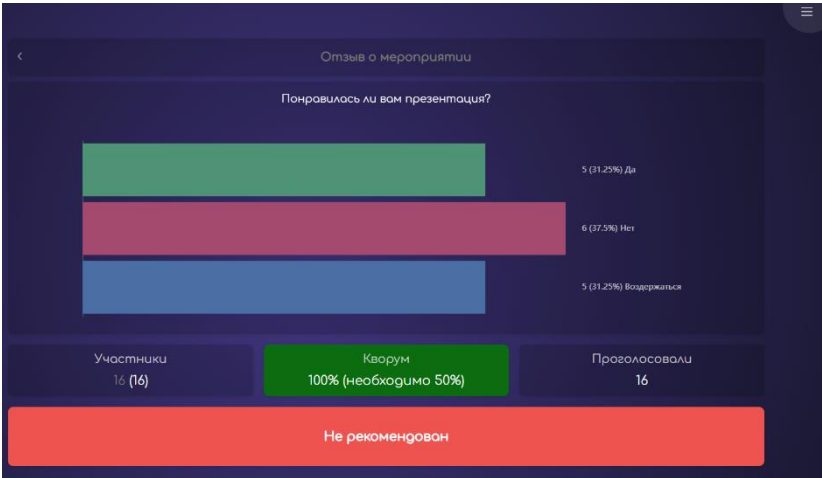 Отзыв о мероприятии
Понравилась ли вам презентация?
5 (31.25%) Да
6 (37.5%) Нет
5 (31.25%) Воздержаться
Участники
16 (16)
Кворум
100% (необходимо 50%)
Проголосовали
16
Не рекомендован